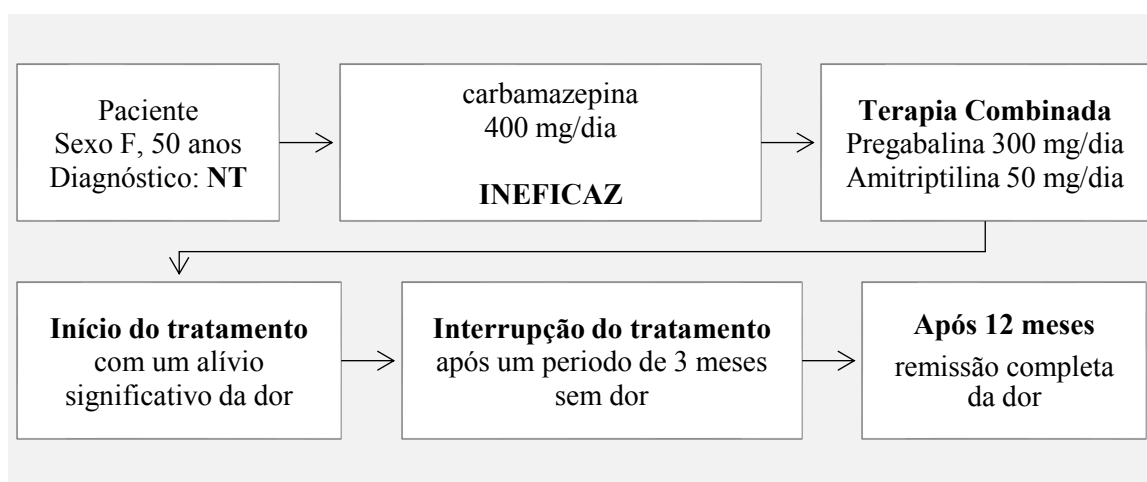 Paciente
Sexo F, 50 anos
Diagnóstico: NT
carbamazepina
400 mg/dia
INEFICAZ
Terapia Combinada
Pregabalina 300 mg/dia
Amitriptilina 50 mg/dia
Início do tratamento
com um alívio
significativo da dor
Interrupção do tratamento
após um periodo de 3 meses
sem dor
Após 12 meses
remissão completa
da dor